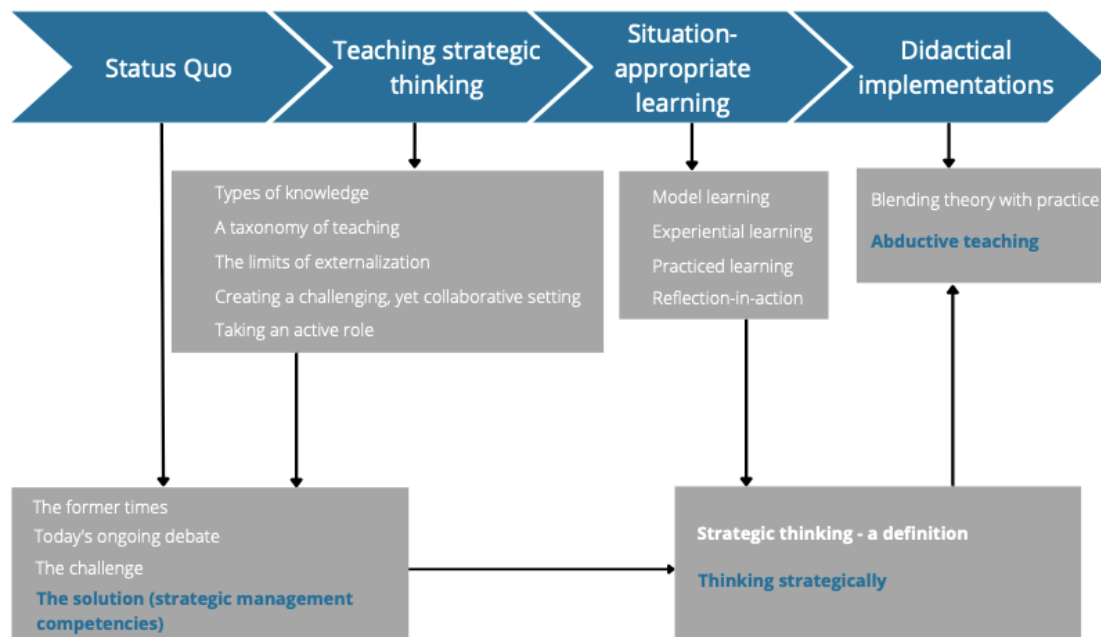 Status Quo
Teaching strategic
thinking
Situation-
appropriate
learning
Didactical
implementations
Types of knowledge
A taxonomy of teaching
The limits of externalization
Creating a challenging, yet collaborative setting
Taking an active role
Model learning
Experiential learning
Practiced learning
Reflection-in-action
Blending theory with practice
Abductive teaching
The former times
Today's ongoing debate
The challenge
The solution (strategic management
competencies)
Strategic thinking - a definition
Thinking strategically